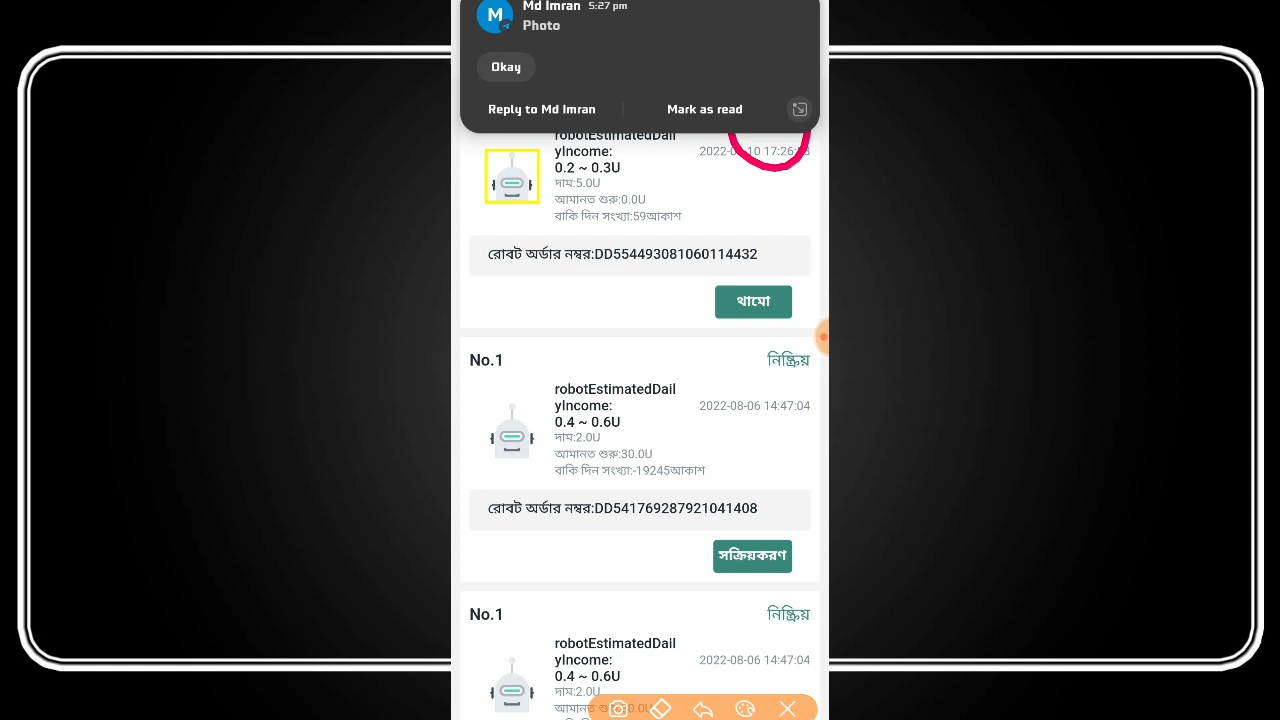 M
Md Imran 5:27 pm
Photo
Okay
Reply to Md Imran
Mark as read
robotEstimatedDail
yIncome:
0.2 ~ 0.3U
দাম:5.0U
আমানত শুরু:0.0U
বাকি দিন সংখ্যা:59আকাশ
রোবট অর্ডার নম্বর:DD554493081060114432
থামো
No.1
নিষ্ক্রিয়
robotEstimatedDail
yIncome:
2022-08-06 14:47:04
0.4 ~ 0.6U
দাম:2.0U
আমানত শুরু:30.0U
বাকি দিন সংখ্যা:-19245আকাশ
রোবট অর্ডার নম্বর:DD541769287921041408
সক্রিয়করণ
No.1
নিষ্ক্রিয়
robotEstimatedDail
yIncome:
2022-08-06 14:47:04
0.4 ~ 0.6U
দাম:2.0U